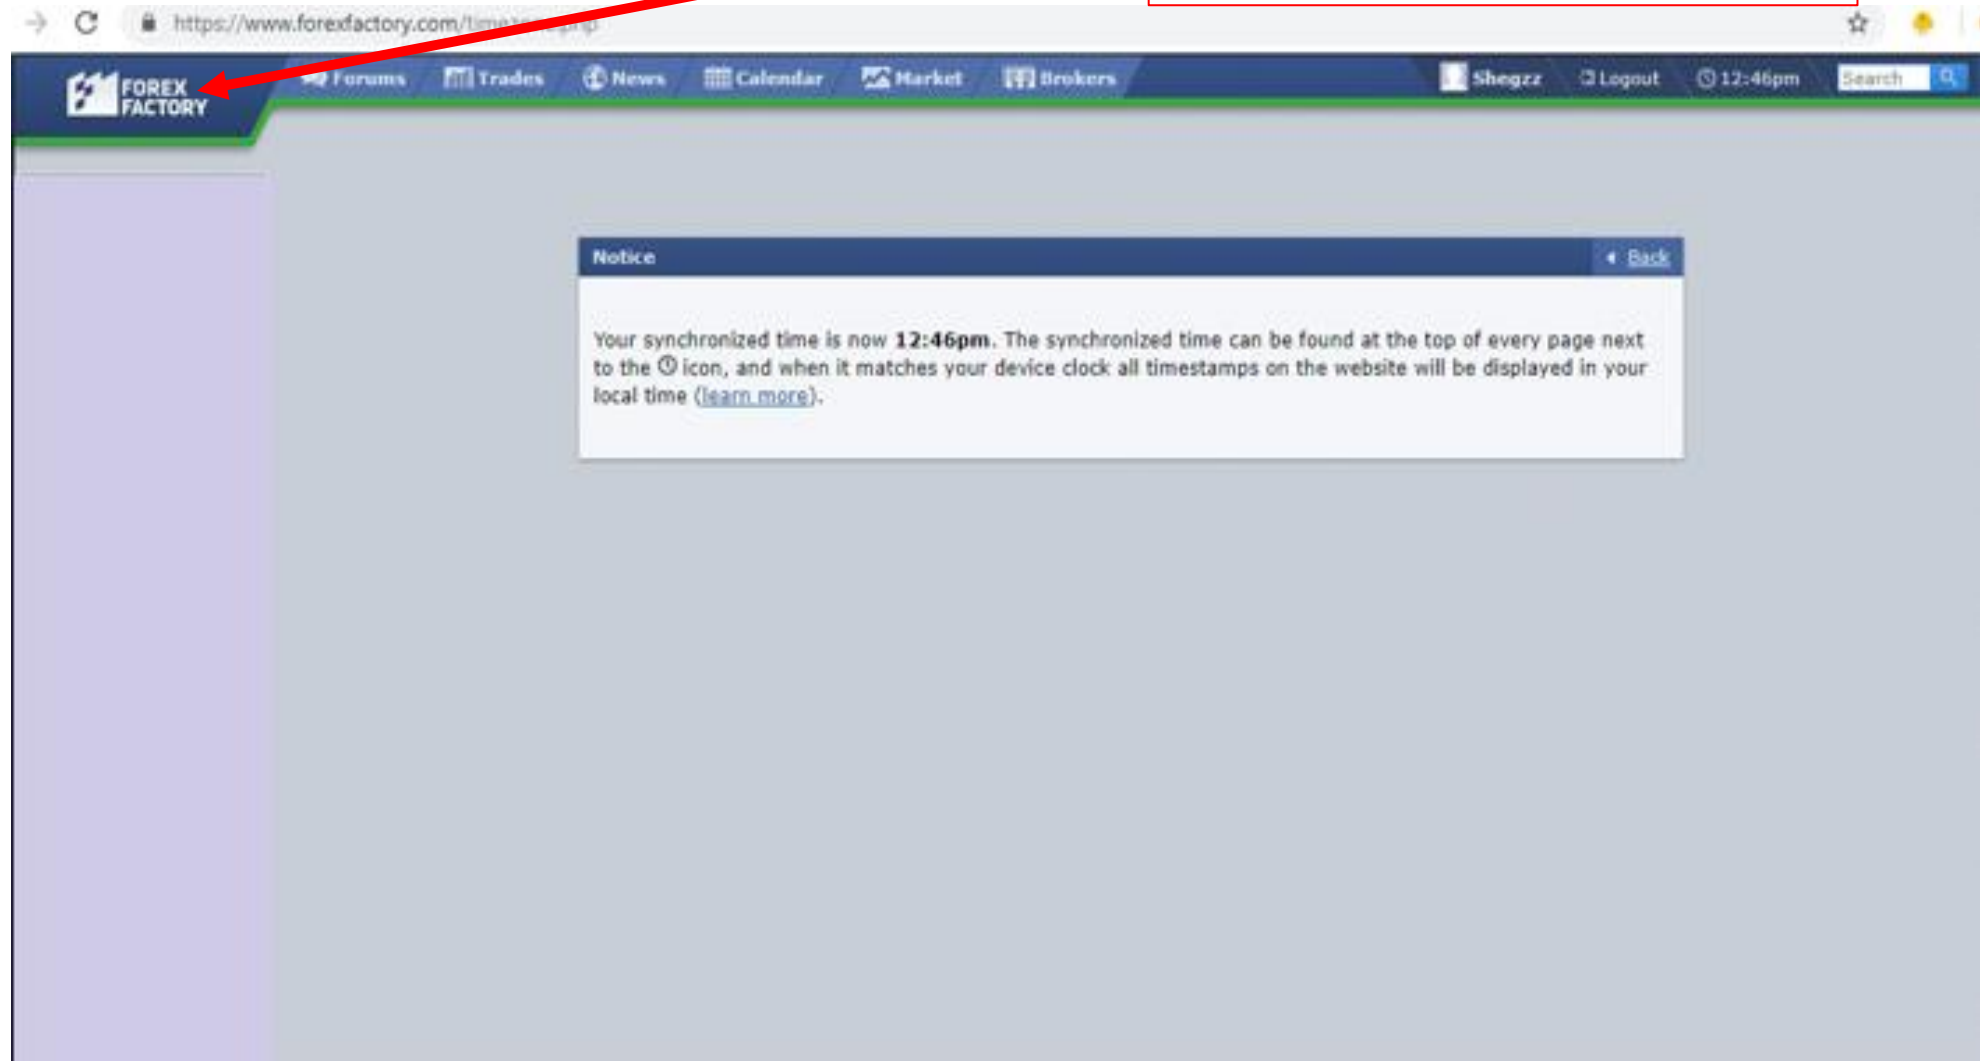 https://www.forexfactory.com/timezone.php
FOREX
FACTORY
Forums Trades News Calendar Market Brokers Shegzz Logout 12:46pm Search
Notice Back
Your synchronized time is now 12:46pm. The synchronized time can be found at the top of every page next
to the icon, and when it matches your device clock all timestamps on the website will be displayed in your
local time (learn more).